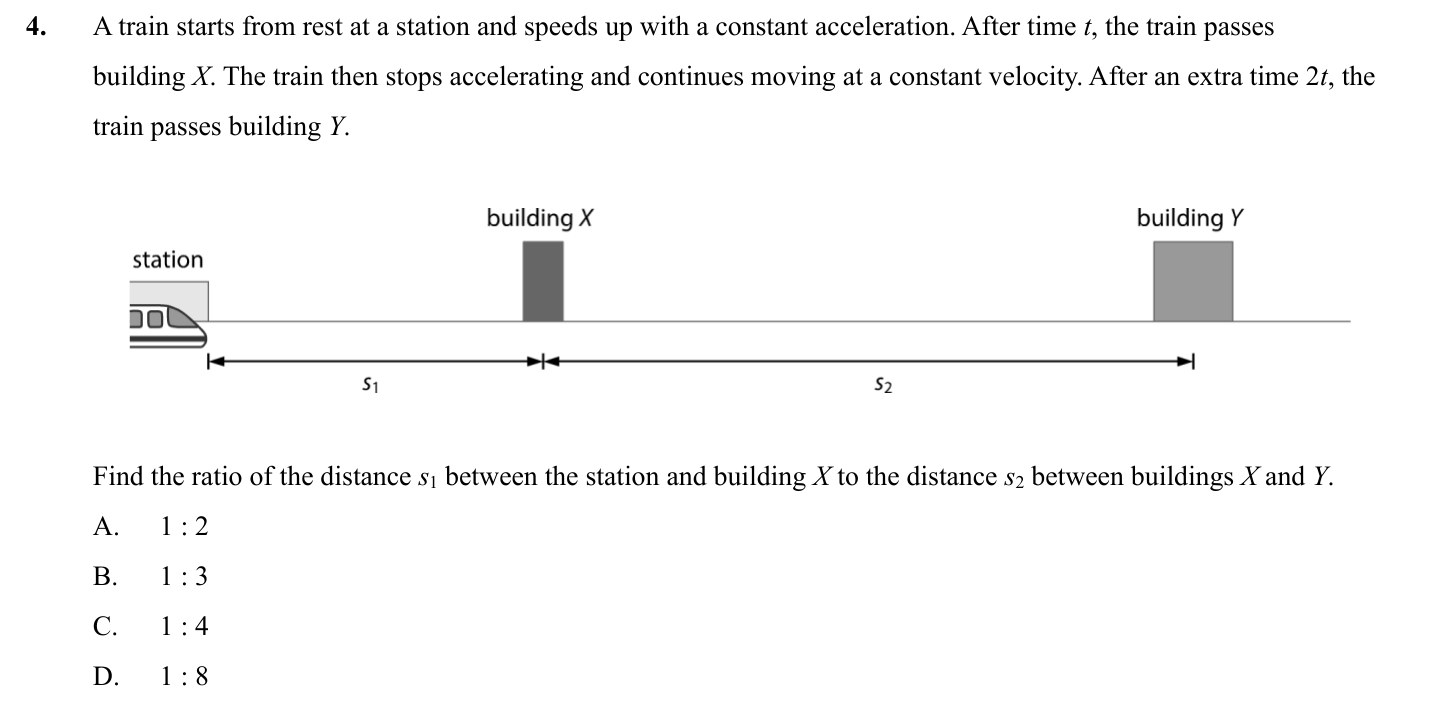 4. A train starts from rest at a station and speeds up with a constant acceleration. After time t, the train passes
building X. The train then stops accelerating and continues moving at a constant velocity. After an extra time 2t, the
train passes building Y.
building X
building Y
station
s₁
s₂
Find the ratio of the distance s₁ between the station and building X to the distance s₂ between buildings X and Y.
A. 1 : 2
B. 1 : 3
C. 1 : 4
D. 1 : 8